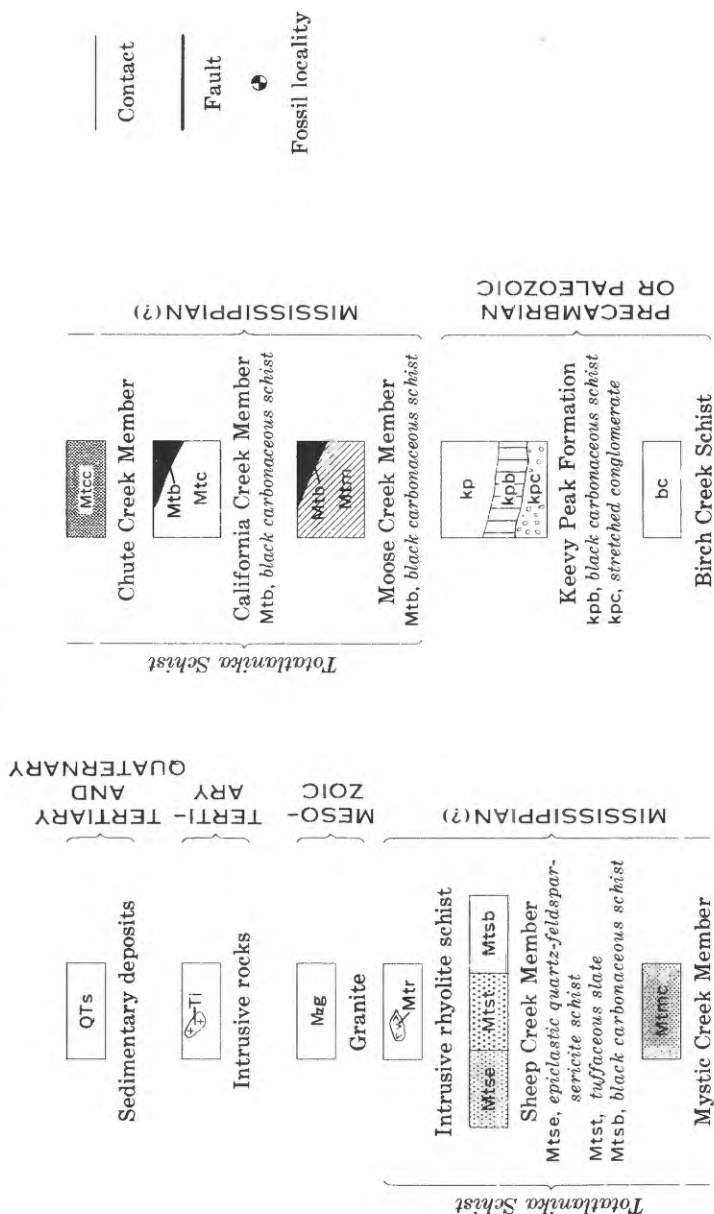 QTs
Sedimentary deposits
TERTIARY
AND
QUATERNARY
Ti
Intrusive rocks
TERTI-
ARY
Mzg
Granite
MESO-
ZOIC
Mtr
Intrusive rhyolite schist
Mtse
Mtst
Mtsb
Sheep Creek Member
Mtse, epiclastic quartz-feldspar-
sericite schist
Mtst, tuffaceous slate
Mtsb, black carbonaceous schist
Mtmc
Mystic Creek Member
Totatlanika Schist
MISSISSIPPIAN(?)
Mtcc
Chute Creek Member
Mtb
Mtc
California Creek Member
Mtb, black carbonaceous schist
Mtb
Mtm
Moose Creek Member
Mtb, black carbonaceous schist
Totatlanika Schist
MISSISSIPPIAN(?)
kp
kpb
kpc
Keevy Peak Formation
kpb, black carbonaceous schist
kpc, stretched conglomerate
bc
Birch Creek Schist
PRECAMBRIAN
OR PALEOZOIC
Contact
Fault
Fossil locality